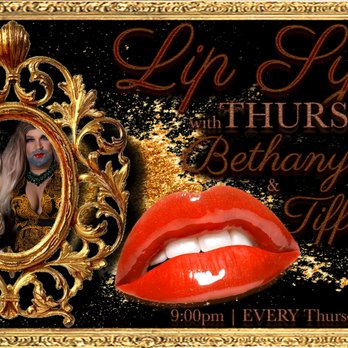 Lip Sy
with THURS
Bethany
&
Tiff
9:00pm | EVERY Thurs